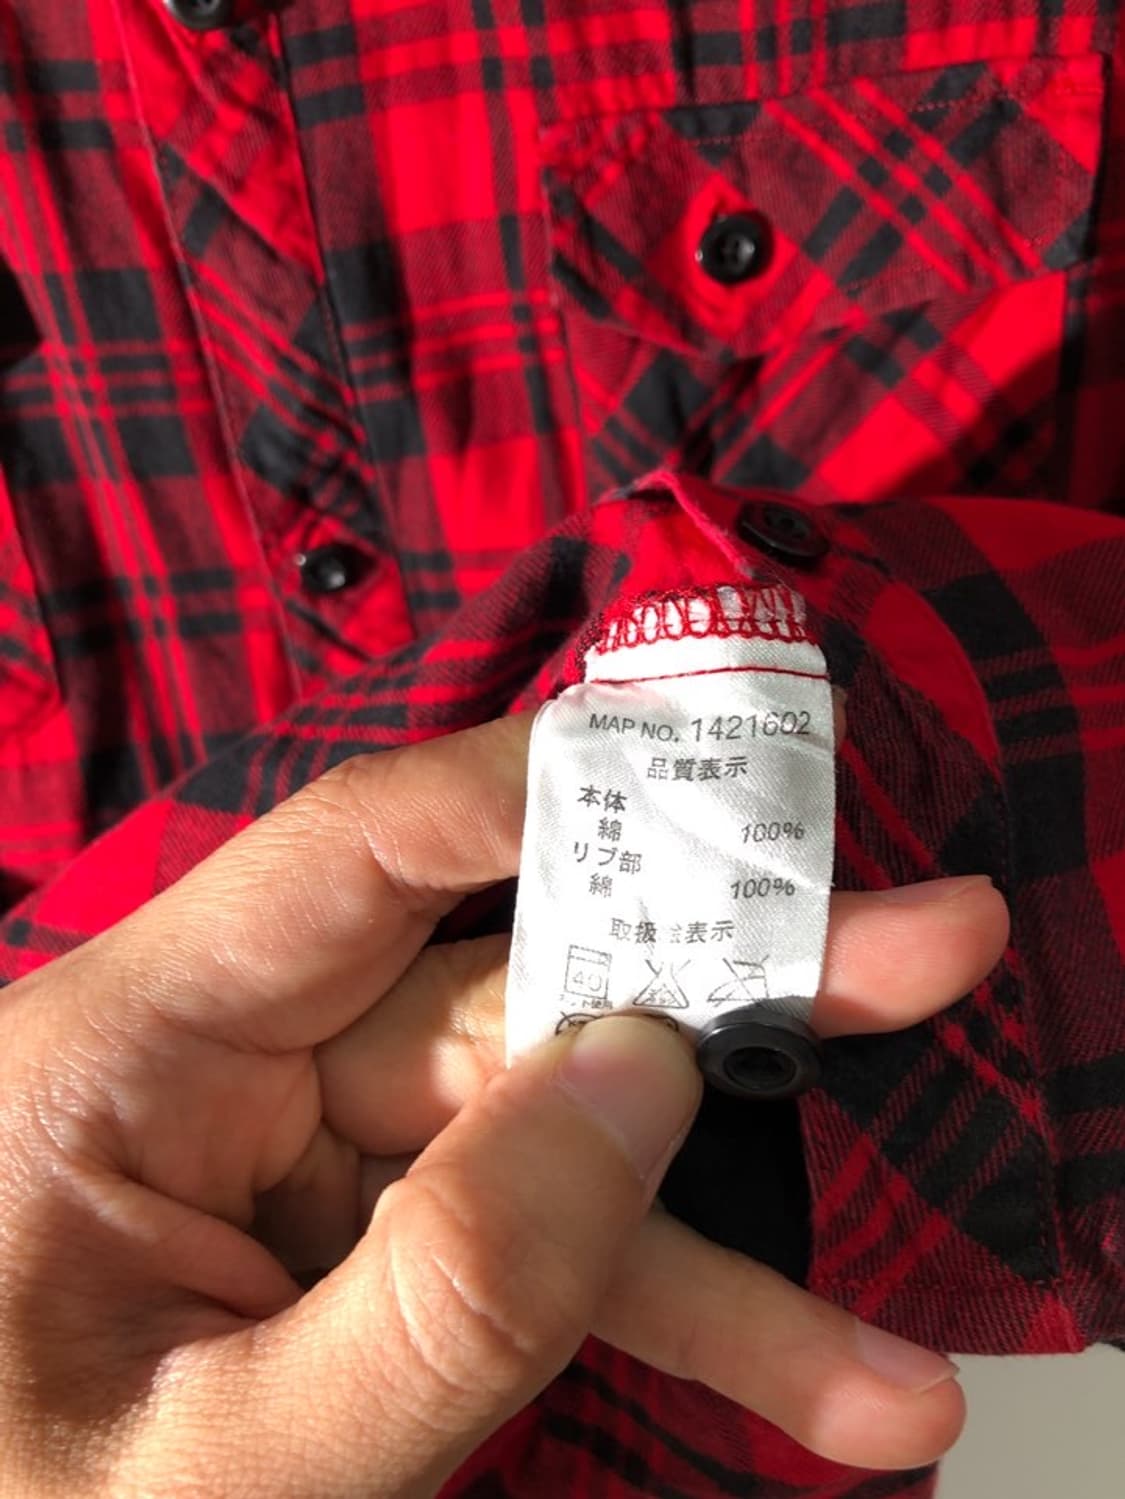 MAP NO. 1421602
品質表示
本体
綿 100%
リブ部
綿 100%
取扱 表示
40